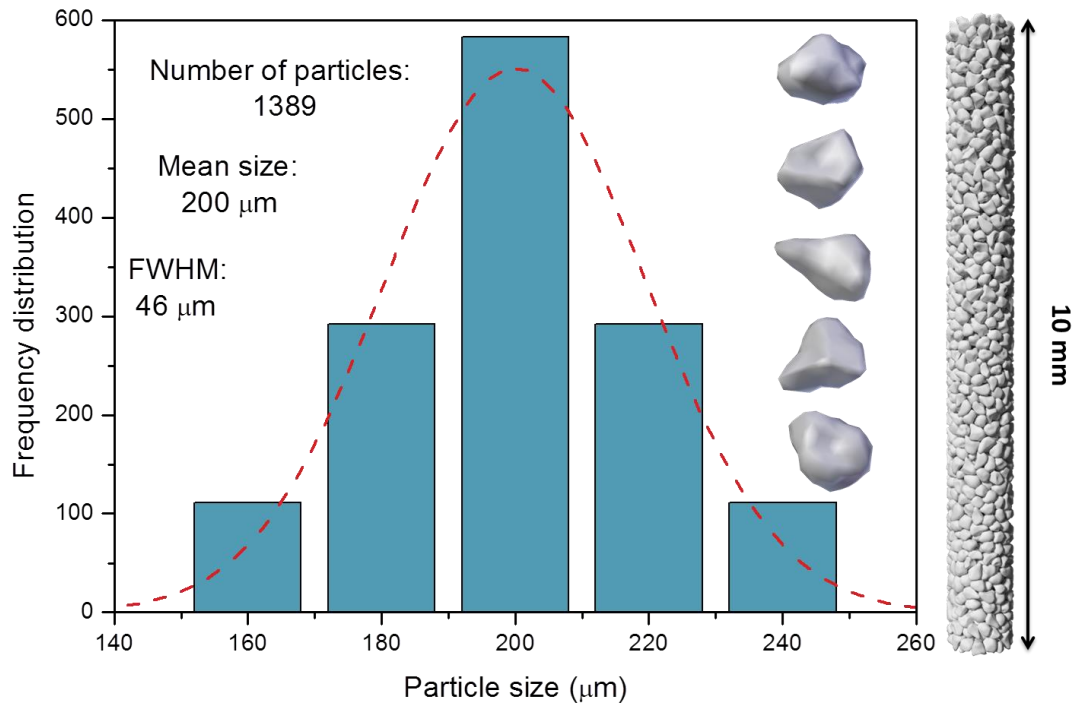 600
500
400
300
200
100
0
Frequency distribution
Number of particles:
1389
Mean size:
200 μm
FWHM:
46 μm
140
160
180
200
220
240
260
Particle size (μm)
10 mm